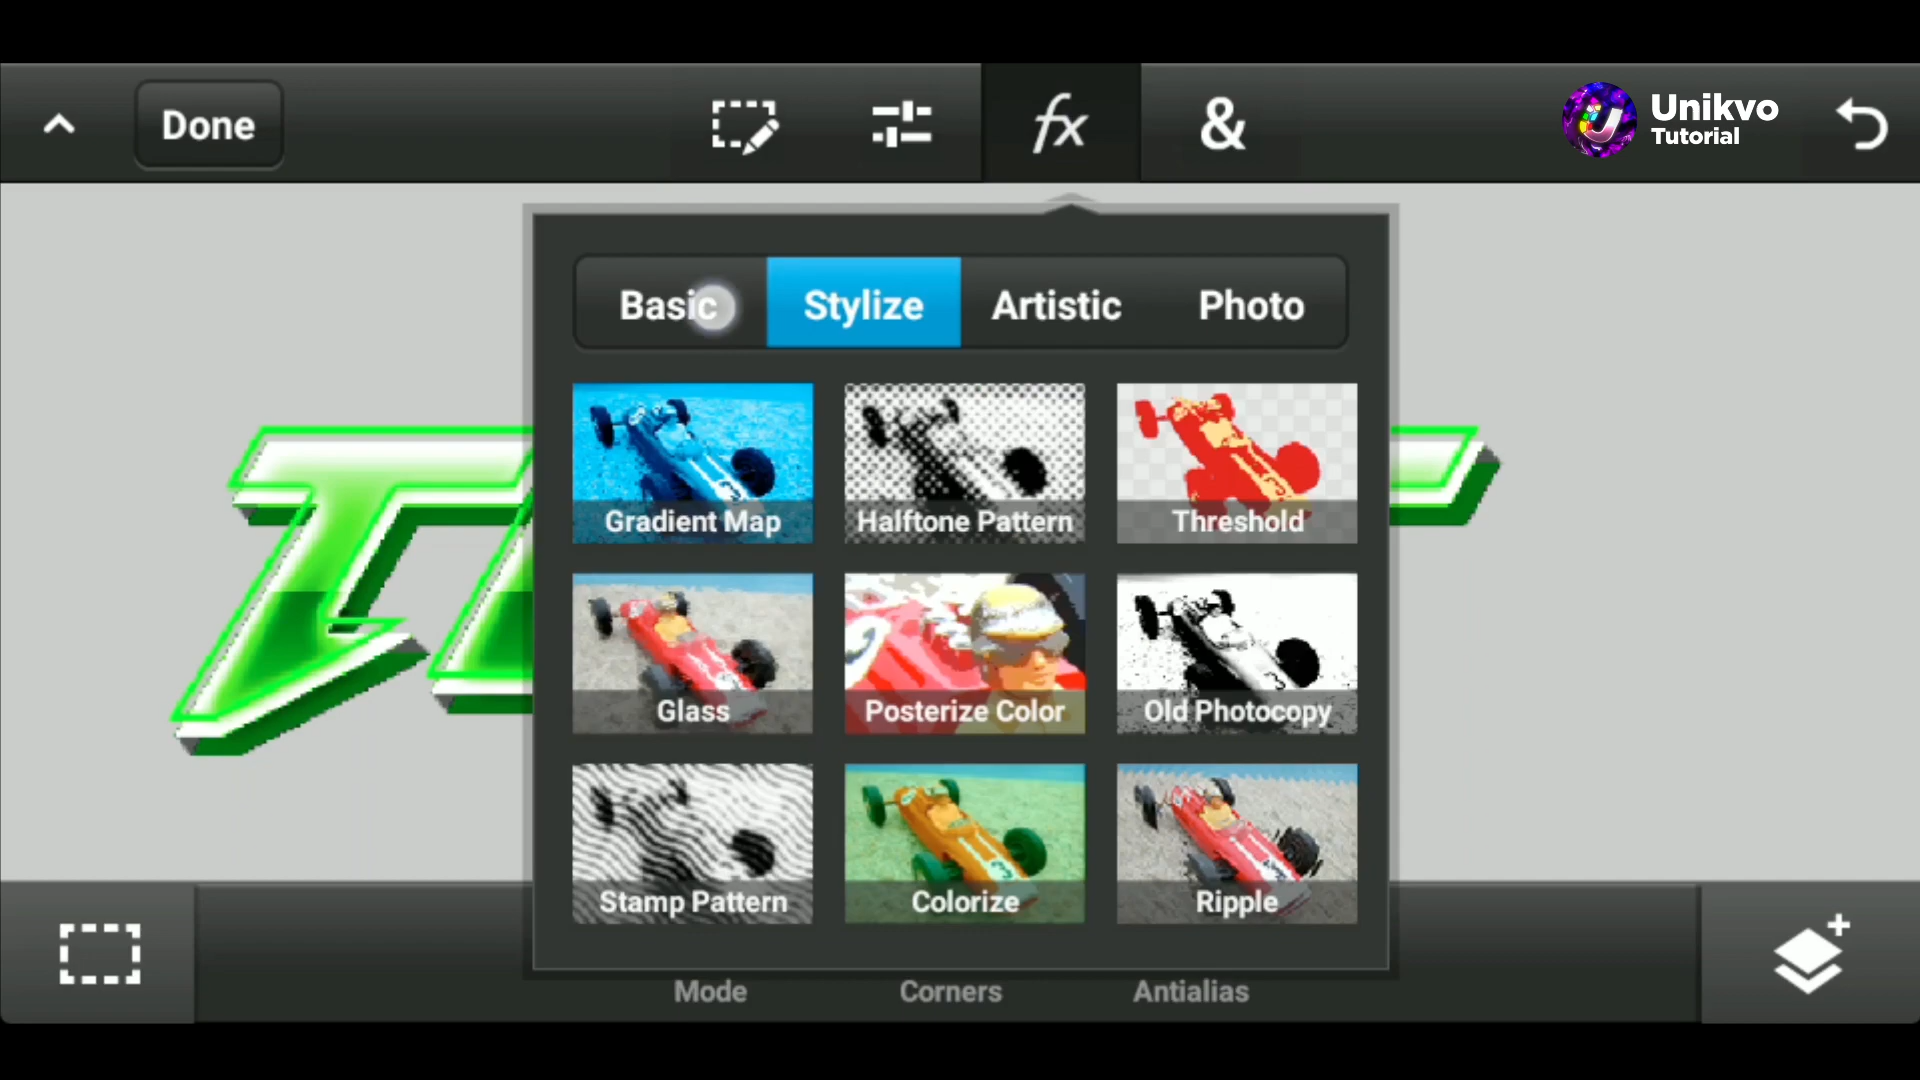 Done
fx
&
Unikvo
Tutorial
Basic
Stylize
Artistic
Photo
Gradient Map
Halftone Pattern
Threshold
Glass
Posterize Color
Old Photocopy
Stamp Pattern
Colorize
Ripple
Mode
Corners
Antialias